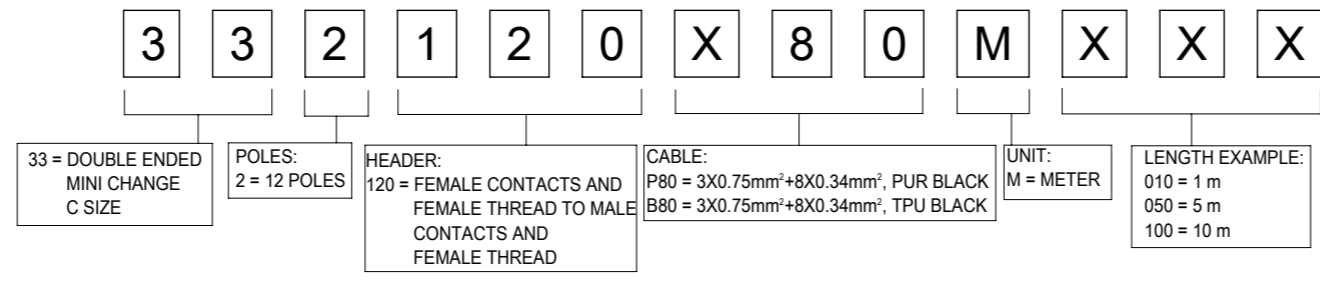 3 3 2 1 2 0 X 8 0 M X X X
33 = DOUBLE ENDED
MINI CHANGE
C SIZE
POLES:
2 = 12 POLES
HEADER:
120 = FEMALE CONTACTS AND
FEMALE THREAD TO MALE
CONTACTS AND
FEMALE THREAD
CABLE:
P80 = 3X0.75mm²+8X0.34mm², PUR BLACK
B80 = 3X0.75mm²+8X0.34mm², TPU BLACK
UNIT:
M = METER
LENGTH EXAMPLE:
010 = 1 m
050 = 5 m
100 = 10 m